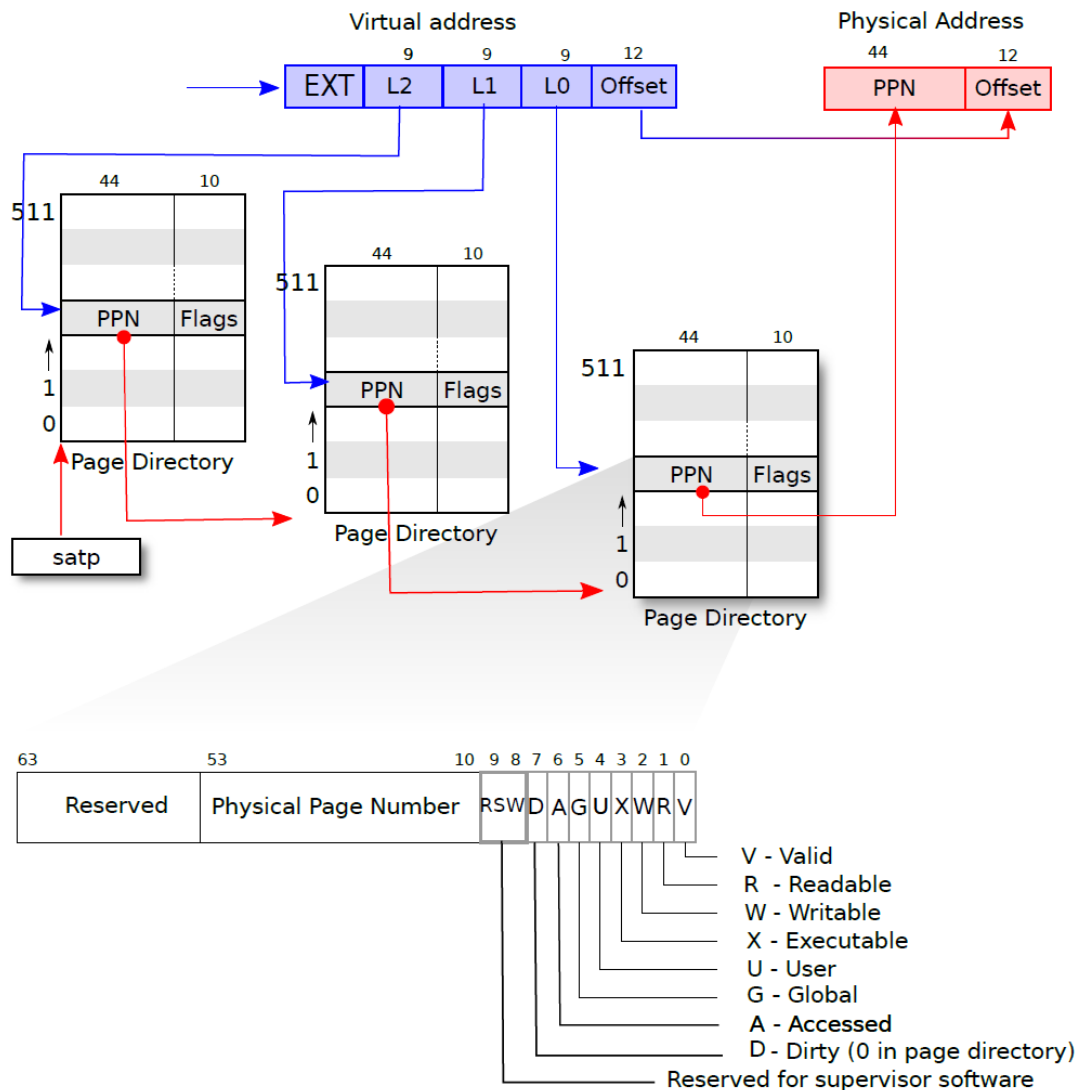 Virtual address
Physical Address
9 9 9 12
44 12
EXT L2 L1 L0 Offset
PPN Offset
44 10
511
PPN Flags
1
0
Page Directory
satp
44 10
511
PPN Flags
1
0
Page Directory
44 10
511
PPN Flags
1
0
Page Directory
63 53 10 9 8 7 6 5 4 3 2 1 0
Reserved Physical Page Number RSW D A G U X W R V
V - Valid
R - Readable
W - Writable
X - Executable
U - User
G - Global
A - Accessed
D - Dirty (0 in page directory)
Reserved for supervisor software